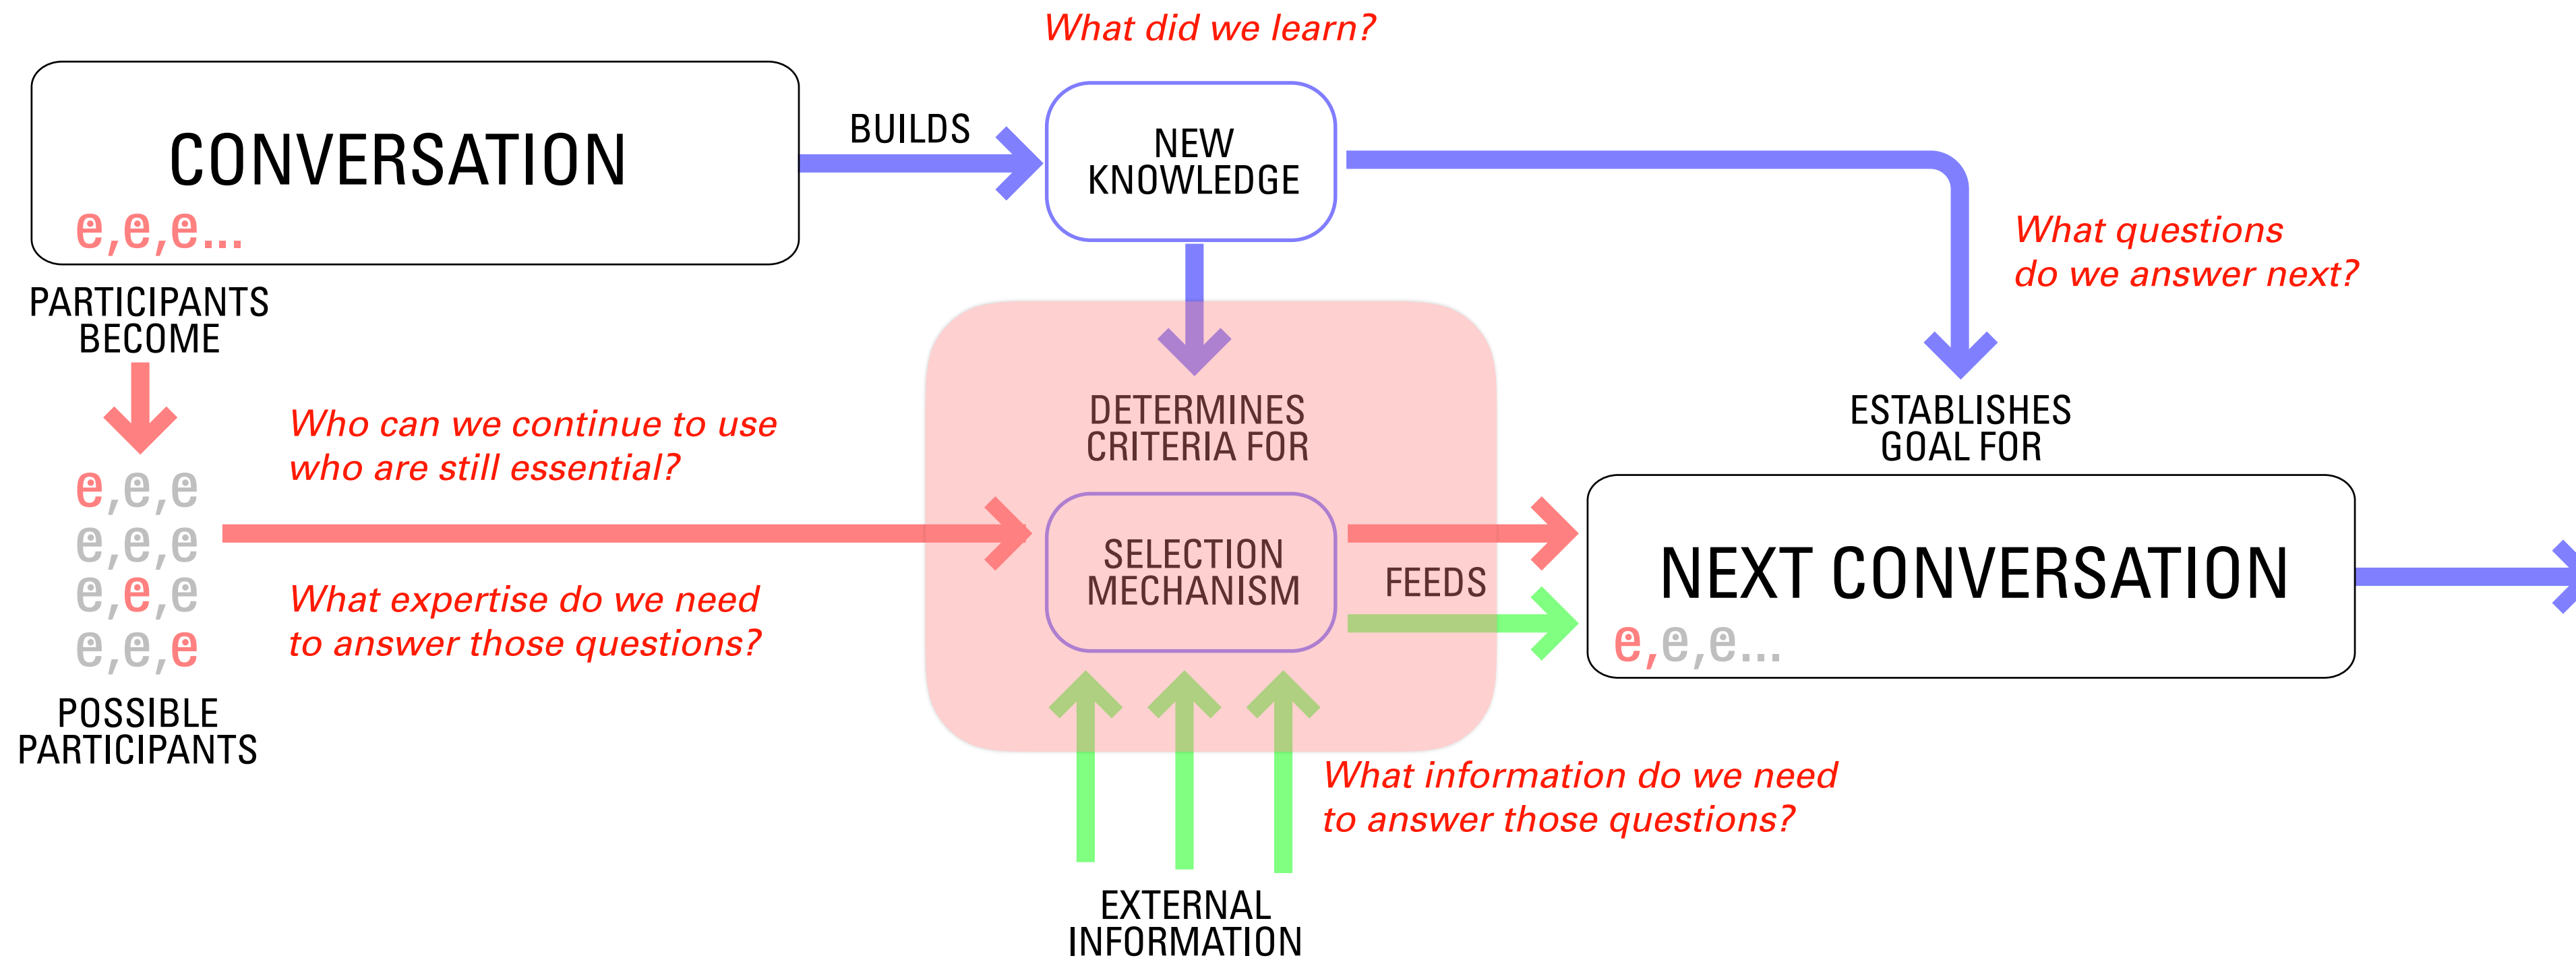 What did we learn?
CONVERSATION
e,e,e...
BUILDS
NEW
KNOWLEDGE
What questions
do we answer next?
PARTICIPANTS
BECOME
DETERMINES
CRITERIA FOR
ESTABLISHES
GOAL FOR
Who can we continue to use
who are still essential?
e,e,e
e,e,e
e,e,e
e,e,e
What expertise do we need
to answer those questions?
POSSIBLE
PARTICIPANTS
SELECTION
MECHANISM
FEEDS
NEXT CONVERSATION
e,e,e...
What information do we need
to answer those questions?
EXTERNAL
INFORMATION